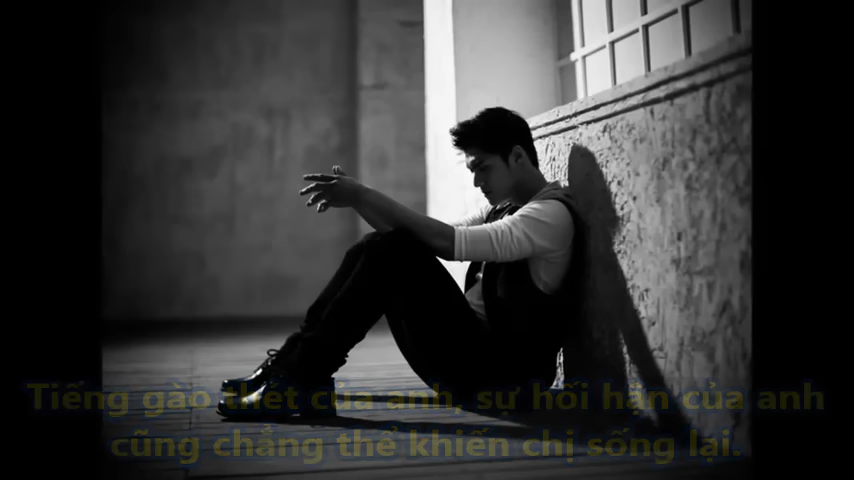 Tiếng gào thét của anh, sự hối hận của anh
cũng chẳng thể khiến chị sống lại.